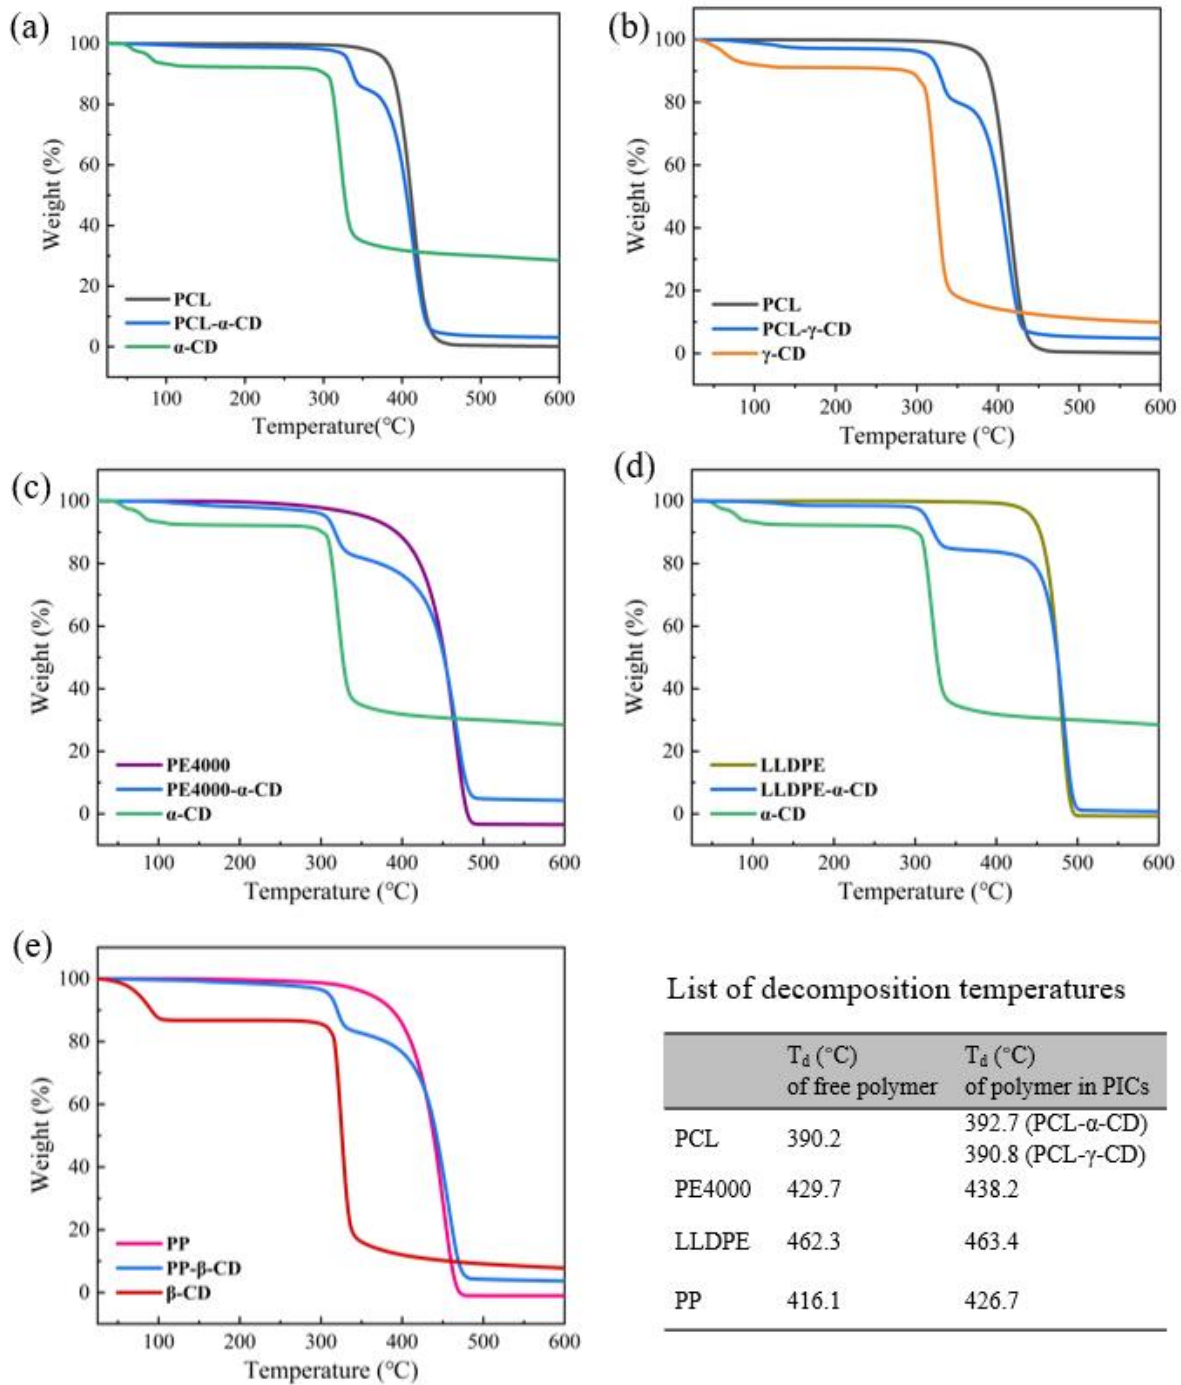 (a)
100
80
60
40
20
0
Weight (%)
PCL
PCL-α-CD
α-CD
100 200 300 400 500 600
Temperature(°C)
(b)
100
80
60
40
20
0
Weight (%)
PCL
PCL-γ-CD
γ-CD
100 200 300 400 500 600
Temperature (°C)
(c)
100
80
60
40
20
0
Weight (%)
PE4000
PE4000-α-CD
α-CD
100 200 300 400 500 600
Temperature (°C)
(d)
100
80
60
40
20
0
Weight (%)
LLDPE
LLDPE-α-CD
α-CD
100 200 300 400 500 600
Temperature (°C)
(e)
100
80
60
40
20
0
Weight (%)
PP
PP-β-CD
β-CD
100 200 300 400 500 600
Temperature (°C)
List of decomposition temperatures
Td (°C) Td (°C)
of free polymer of polymer in PICs
PCL 390.2 392.7 (PCL-α-CD)
390.8 (PCL-γ-CD)
PE4000 429.7 438.2
LLDPE 462.3 463.4
PP 416.1 426.7